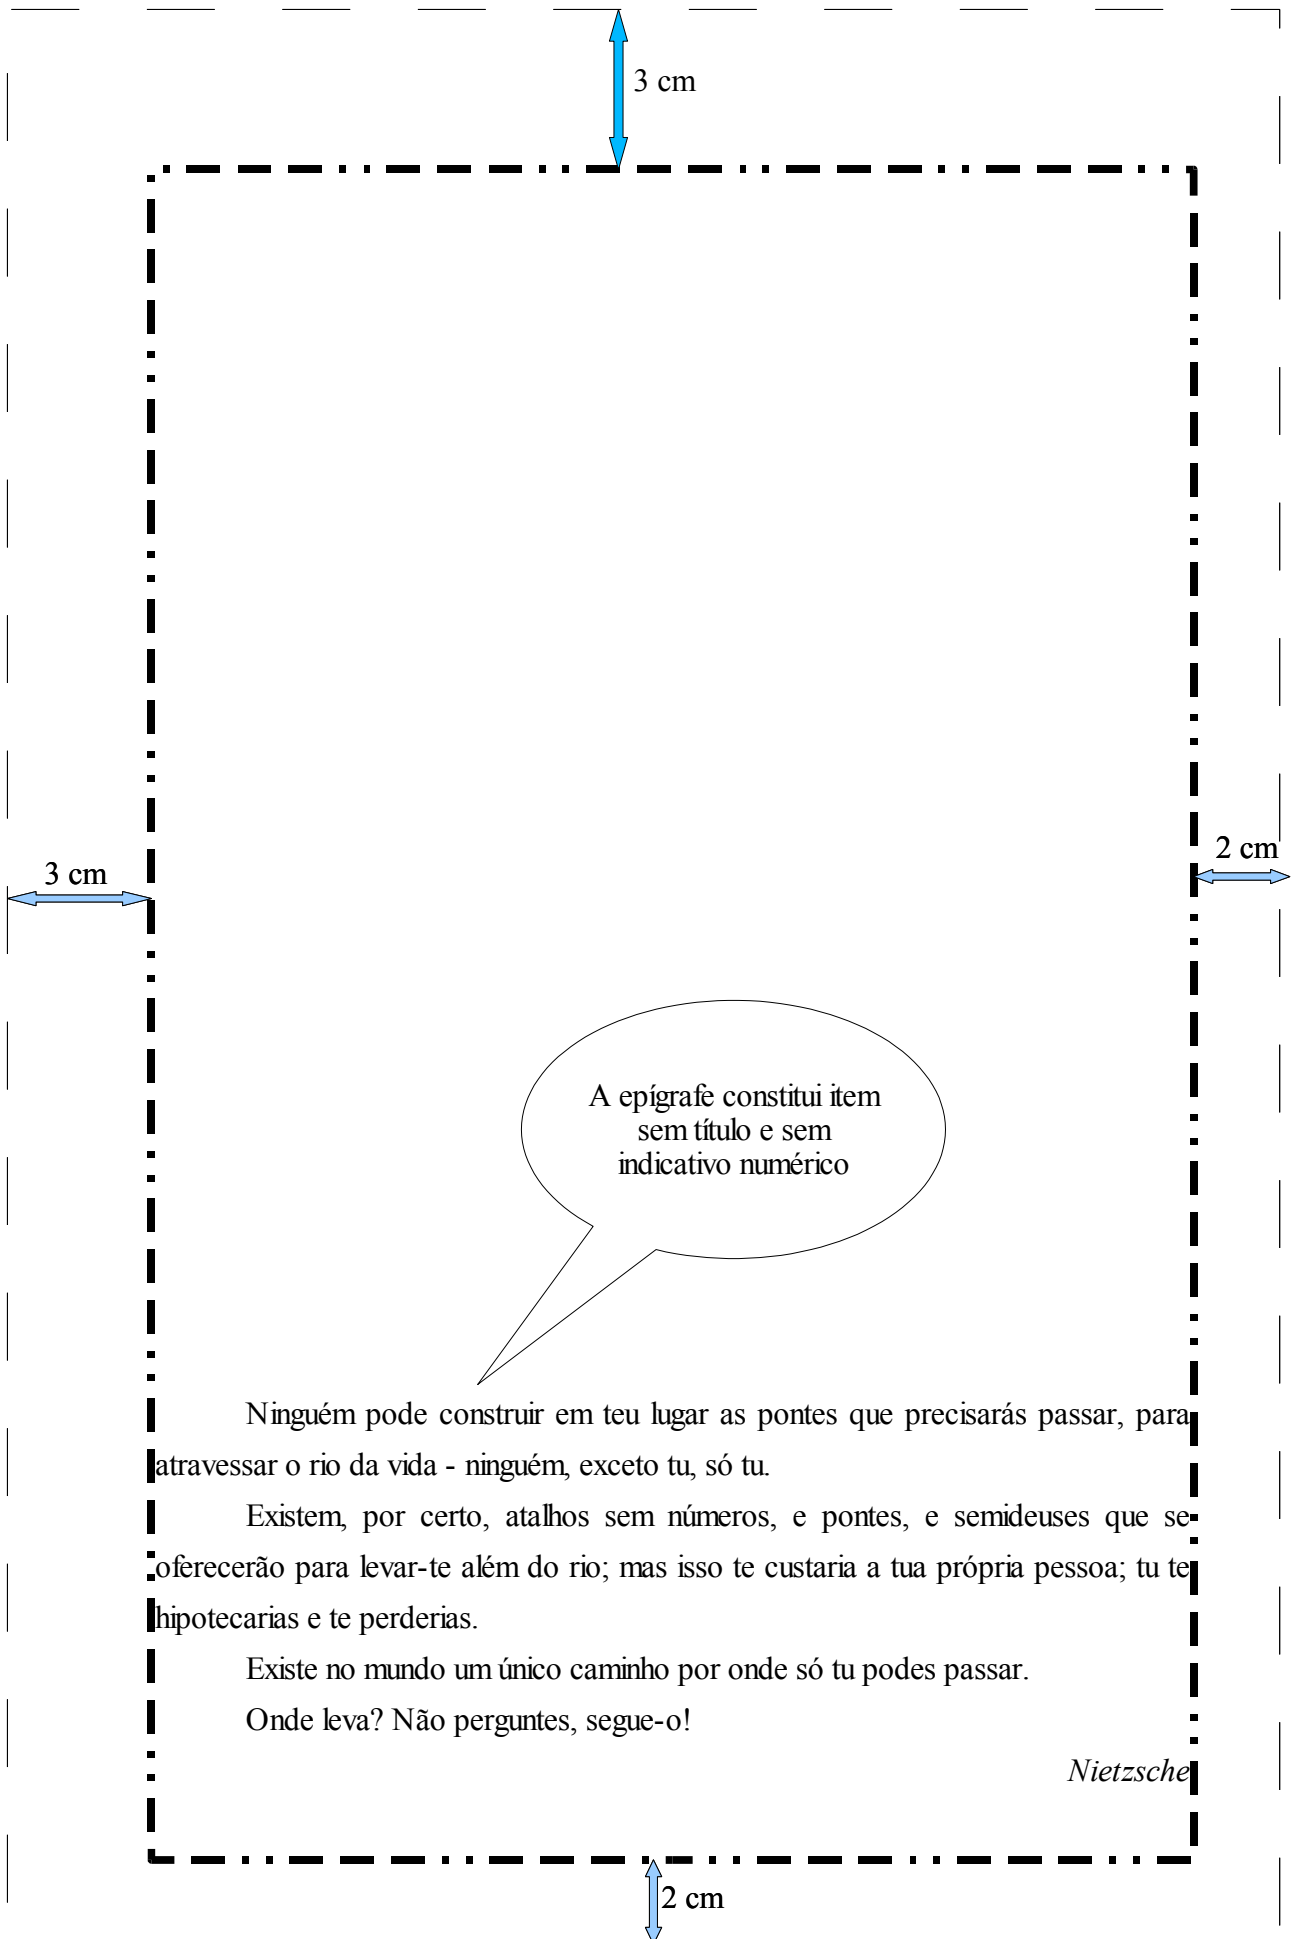 3 cm
2 cm
3 cm
A epígrafe constitui item
sem título e sem
indicativo numérico
Ninguém pode construir em teu lugar as pontes que precisarás passar, para
atravessar o rio da vida - ninguém, exceto tu, só tu.
Existem, por certo, atalhos sem números, e pontes, e semideuses que se
oferecerão para levar-te além do rio; mas isso te custaria a tua própria pessoa; tu te
hipotecarias e te perderias.
Existe no mundo um único caminho por onde só tu podes passar.
Onde leva? Não perguntes, segue-o!
Nietzsche
2 cm